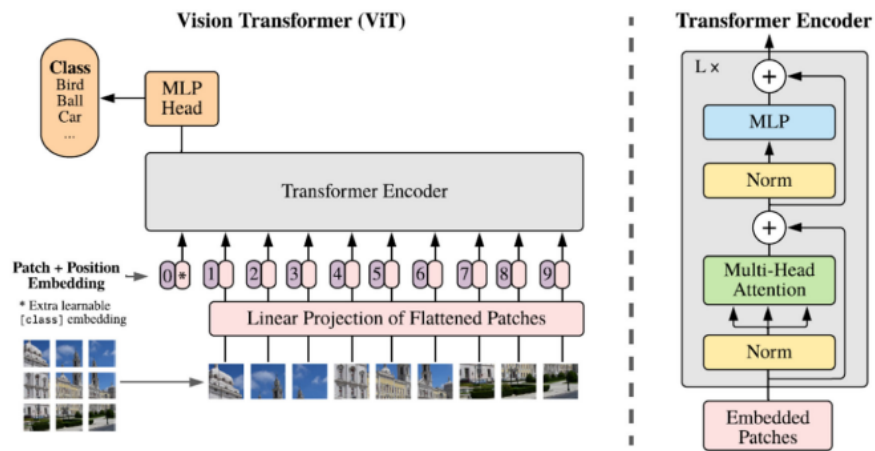 Vision Transformer (ViT)
Class
Bird
Ball
Car
...
MLP
Head
Transformer Encoder
Patch + Position
Embedding
0 * 1 2 3 4 5 6 7 8 9
* Extra learnable
[class] embedding
Linear Projection of Flattened Patches
Transformer Encoder
L ×
+
MLP
Norm
+
Multi-Head
Attention
Norm
Embedded
Patches